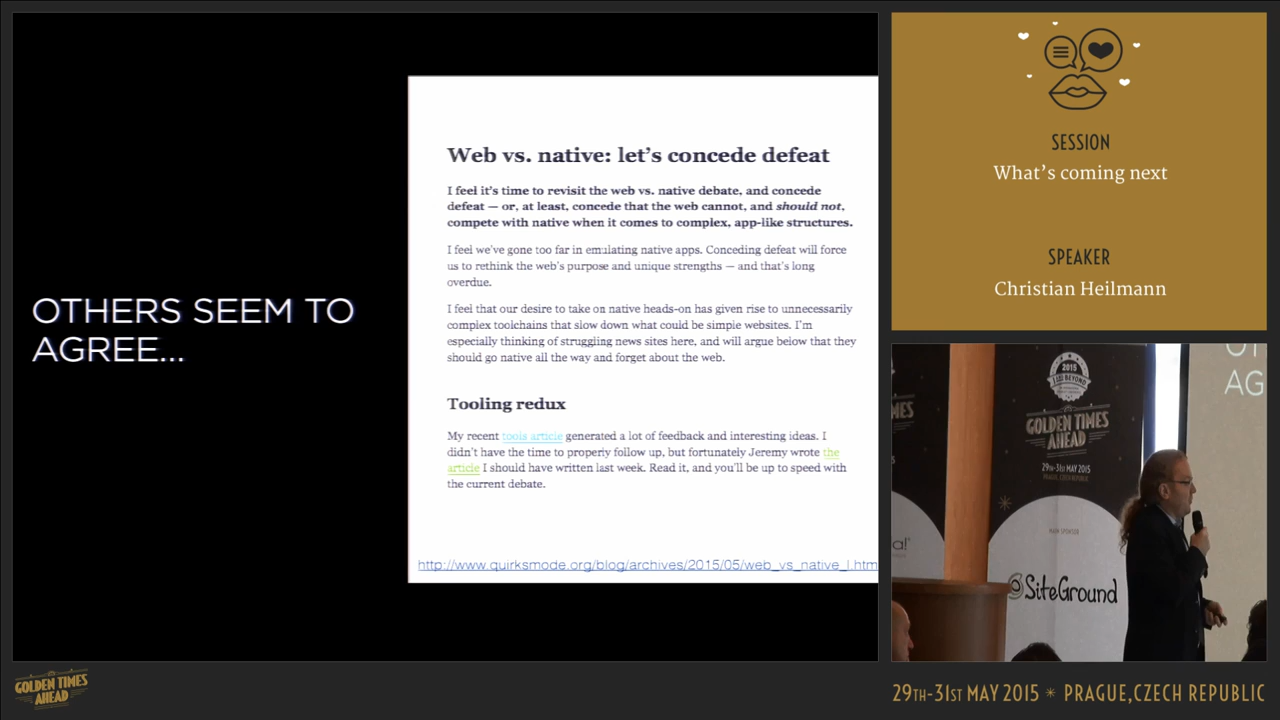 OTHERS SEEM TO
AGREE...
Web vs. native: let's concede defeat
I feel it's time to revisit the web vs. native debate, and concede
defeat — or, at least, concede that the web cannot, and should not,
compete with native when it comes to complex, app-like structures.
I feel we've gone too far in emulating native apps. Conceding defeat will force
us to rethink the web's purpose and unique strengths — and that's long
overdue.
I feel that our desire to take on native heads-on has given rise to unnecessarily
complex toolchains that slow down what could be simple websites. I'm
especially thinking of struggling news sites here, and will argue below that they
should go native all the way and forget about the web.
Tooling redux
My recent tools article generated a lot of feedback and interesting ideas. I
didn't have the time to properly follow up, but fortunately Jeremy wrote the
article I should have written last week. Read it, and you'll be up to speed with
the current debate.
http://www.quirksmode.org/blog/archives/2015/05/web_vs_native_l.htm
SESSION
What's coming next
SPEAKER
Christian Heilmann
AG
2015
GOLDEN TIMES
AHEAD
29TH-31ST MAY 2015
PRAGUE, CZECH REPUBLIC
MAIN SPONSOR
a!
SiteGround
GOLDEN TIMES
AHEAD
29TH-31ST MAY 2015 * PRAGUE,CZECH REPUBLIC